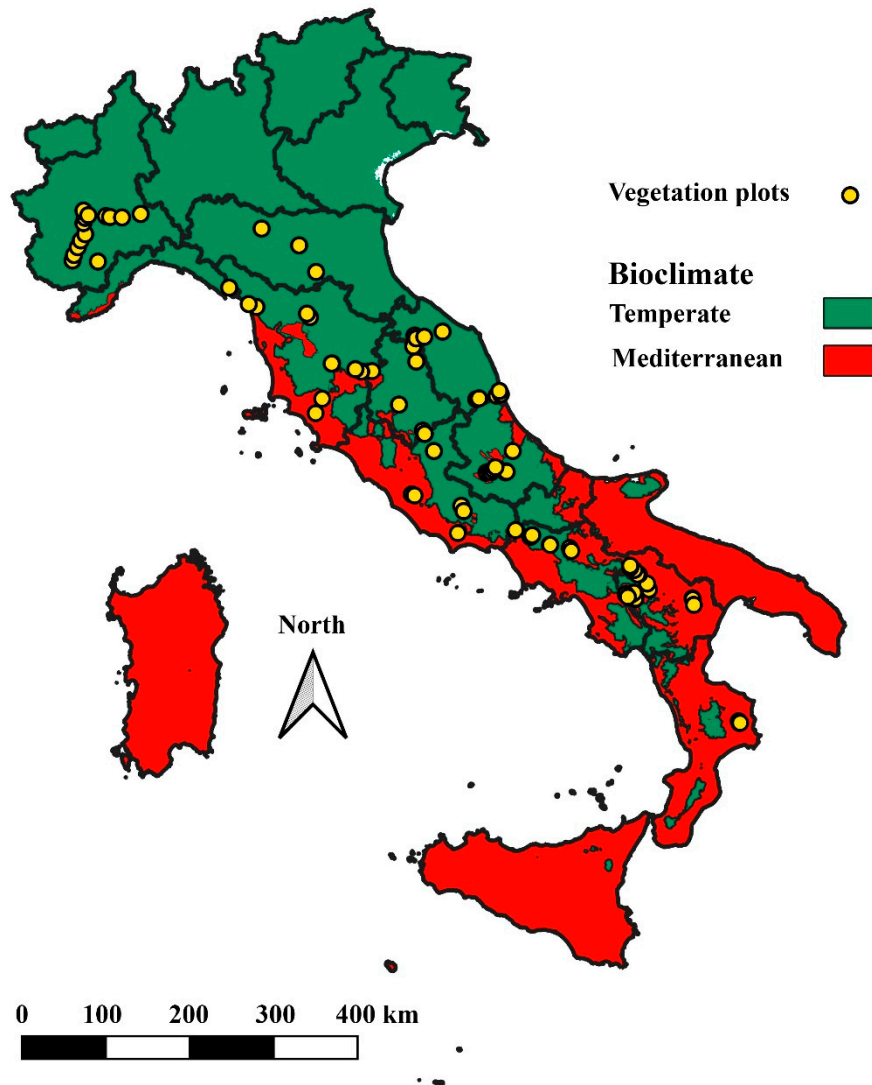 Vegetation plots
Bioclimate
Temperate
Mediterranean
North
0 100 200 300 400 km